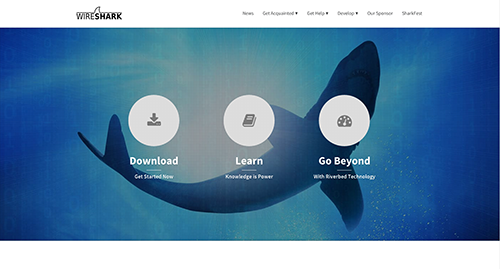 WIRESHARK
News Get Acquainted ▾ Get Help ▾ Develop ▾ Our Sponsor SharkFest
Download Learn Go Beyond
Get Started Now Knowledge is Power With Riverbed Technology